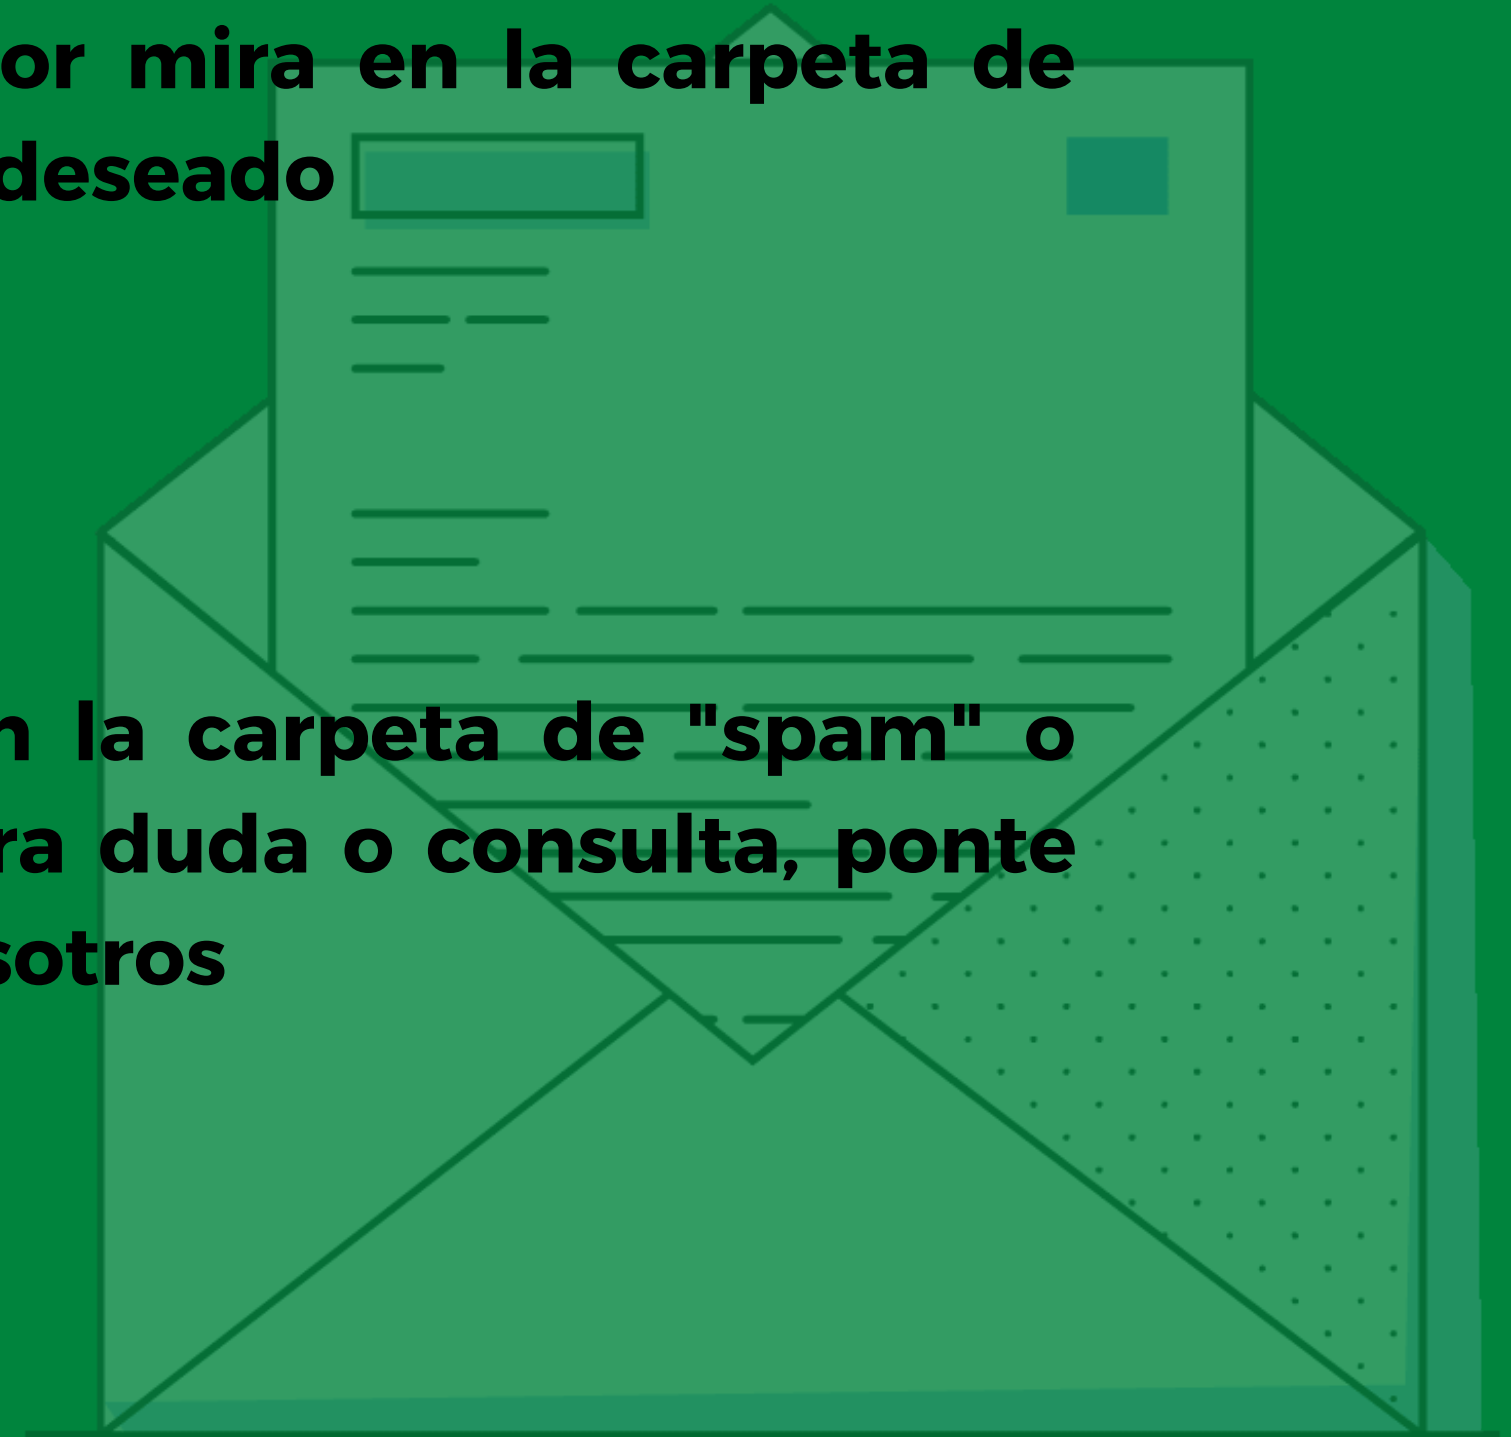 or mira en la carpeta de
deseado
la carpeta de "spam" o
ra duda o consulta, ponte
sotros